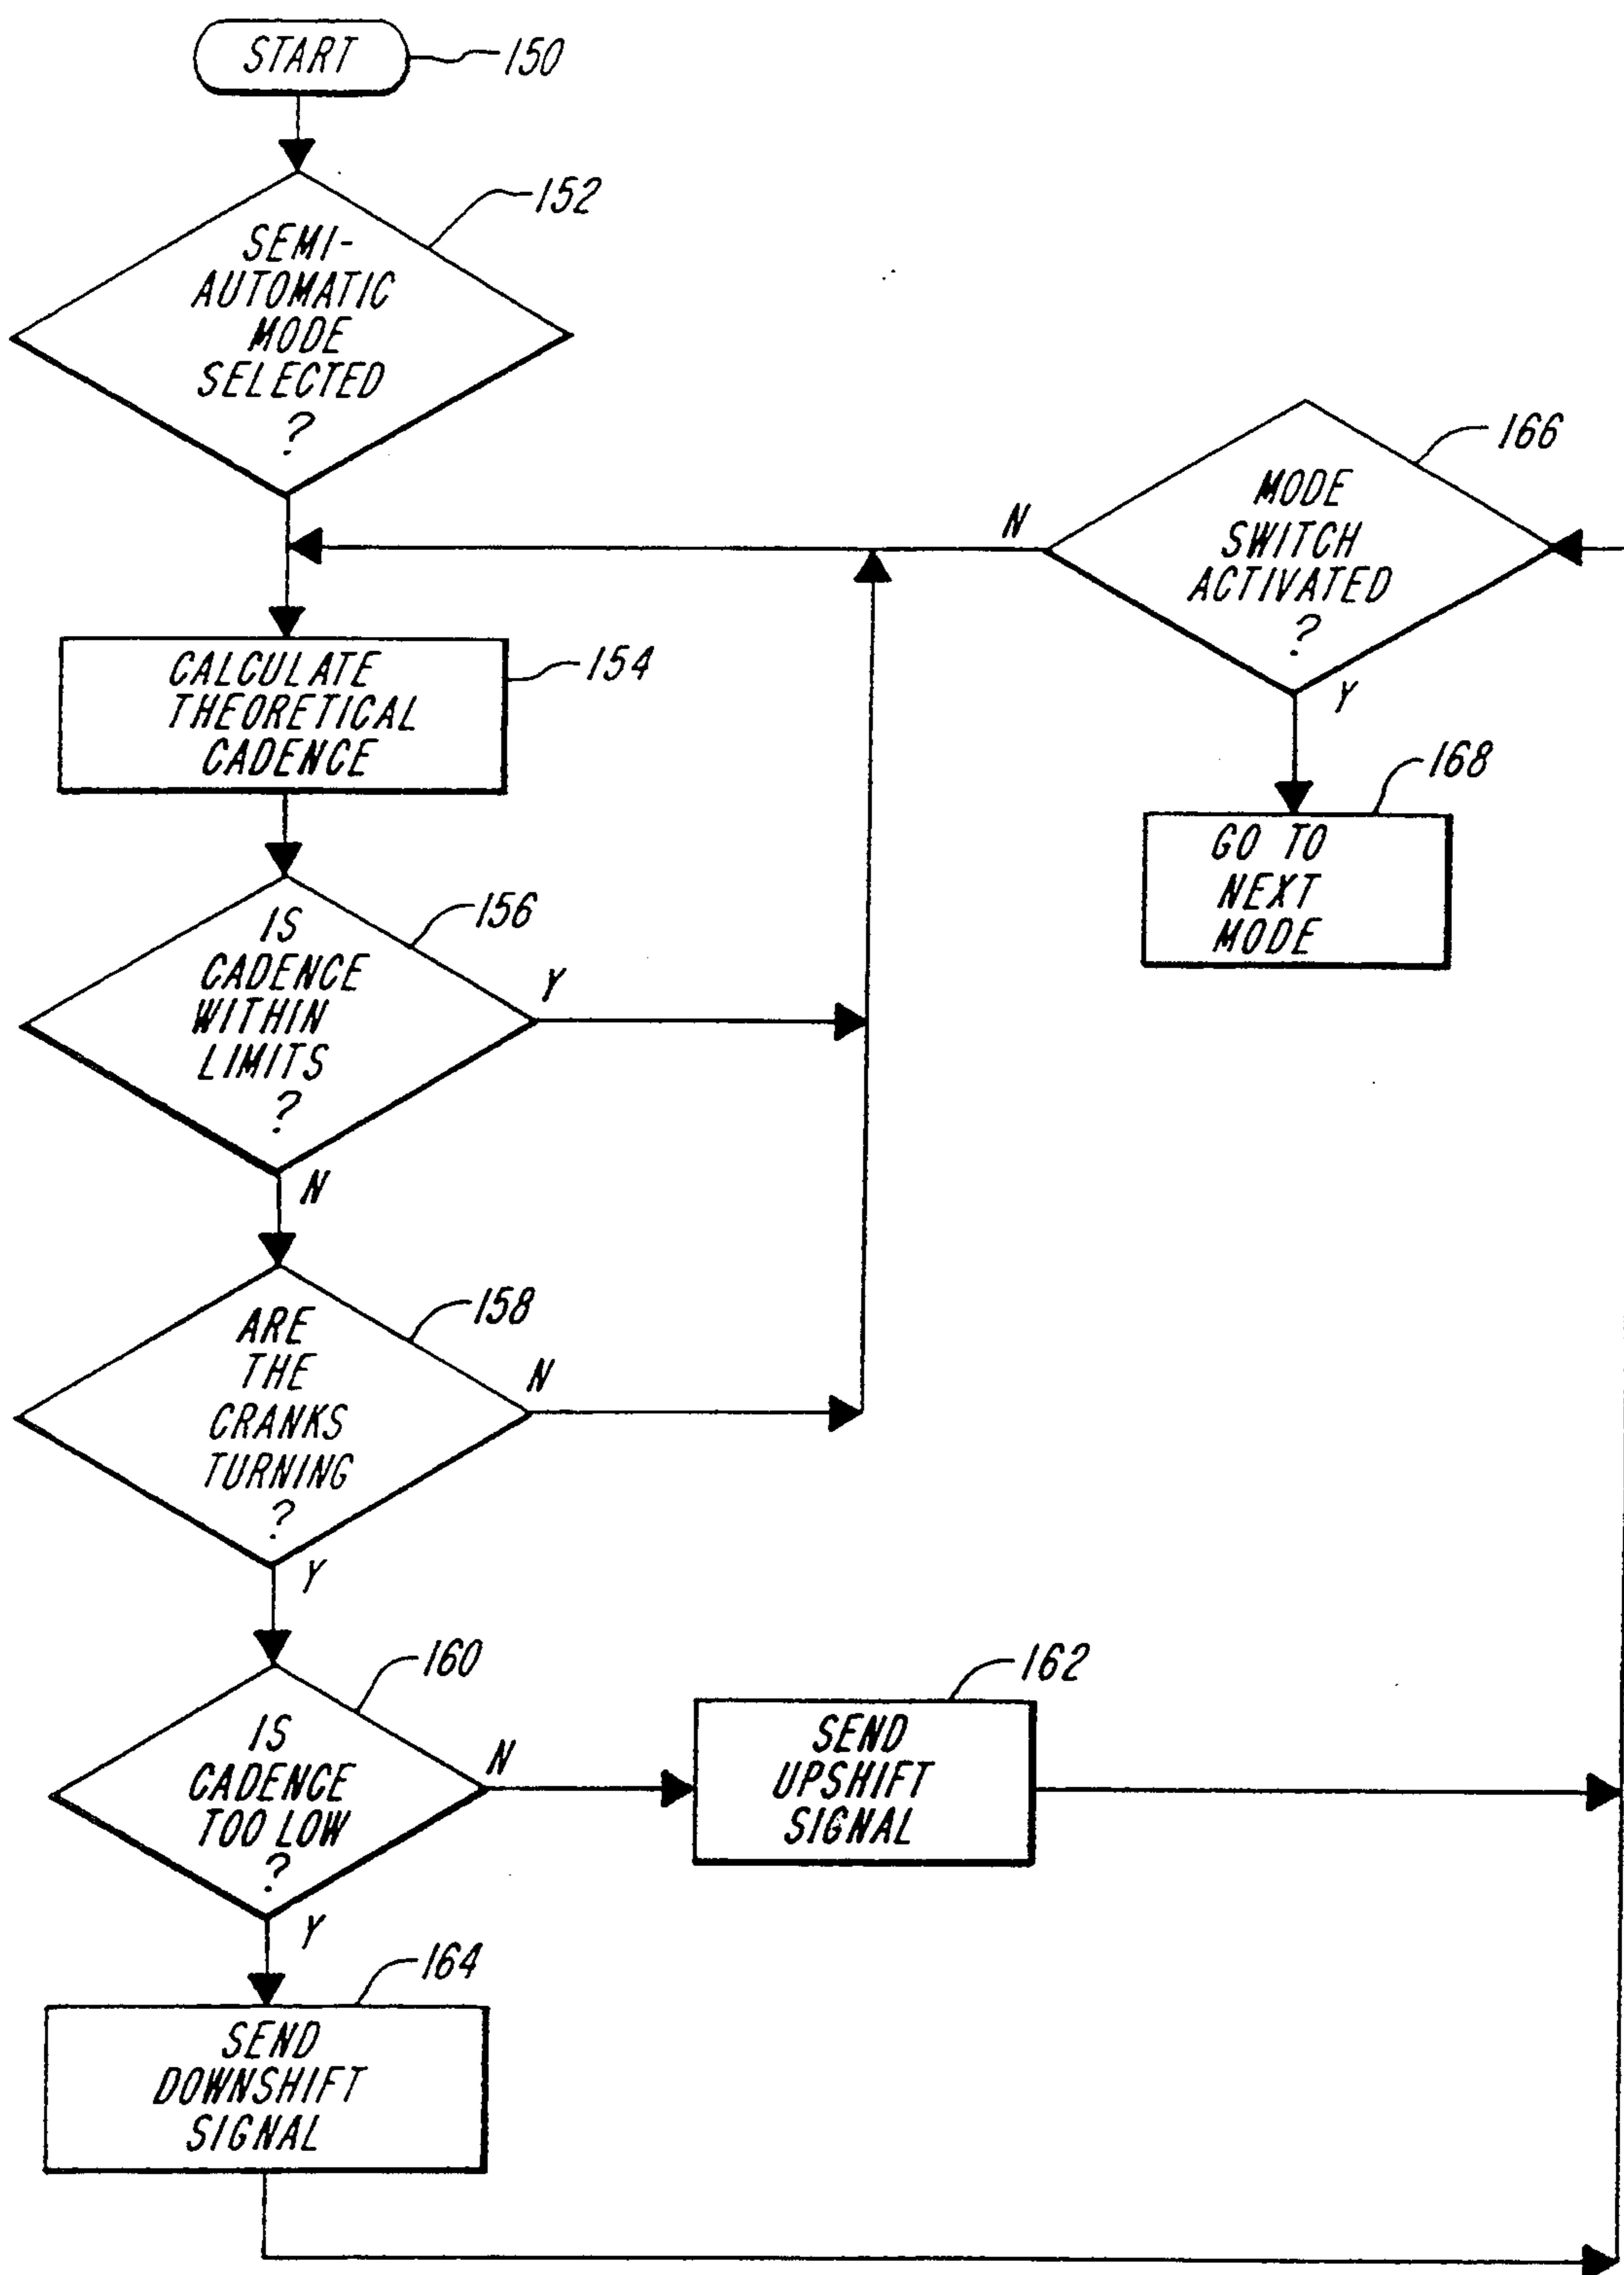 START
150
152
SEMI-
AUTOMATIC
MODE
SELECTED
?
166
MODE
SWITCH
ACTIVATED
?
N
Y
154
CALCULATE
THEORETICAL
CADENCE
168
GO TO
NEXT
MODE
156
IS
CADENCE
WITHIN
LIMITS
?
Y
N
158
ARE
THE
CRANKS
TURNING
?
N
Y
160
IS
CADENCE
TOO LOW
?
N
Y
162
SEND
UPSHIFT
SIGNAL
164
SEND
DOWNSHIFT
SIGNAL